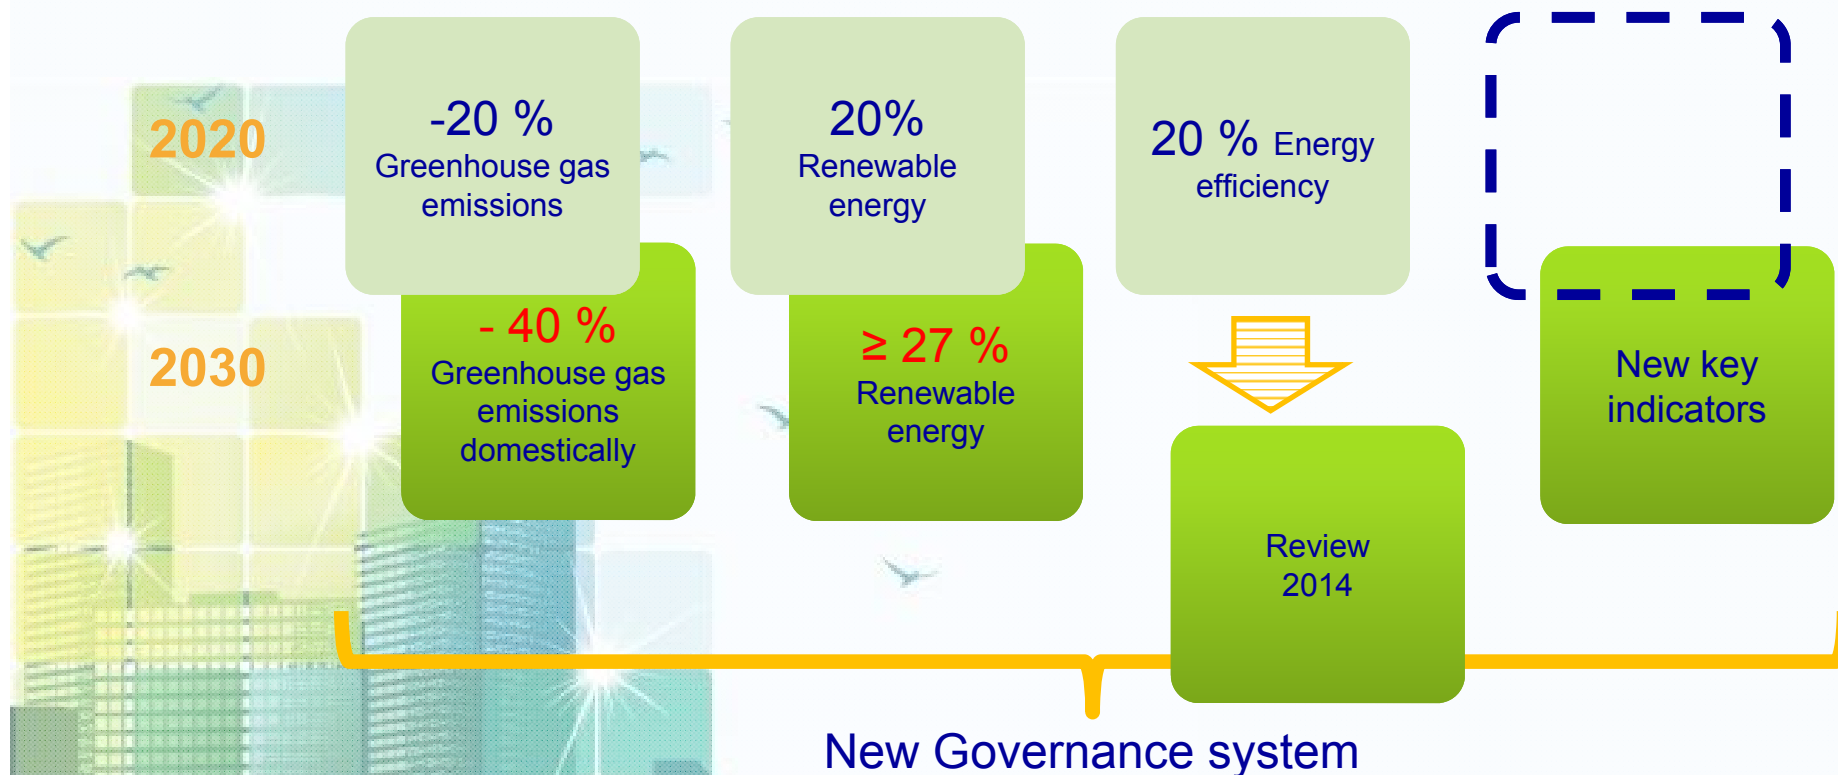 2020
-20 %
Greenhouse gas
emissions
20%
Renewable
energy
20 % Energy
efficiency
2030
- 40 %
Greenhouse gas
emissions
domestically
≥ 27 %
Renewable
energy
Review
2014
New key
indicators
New Governance system